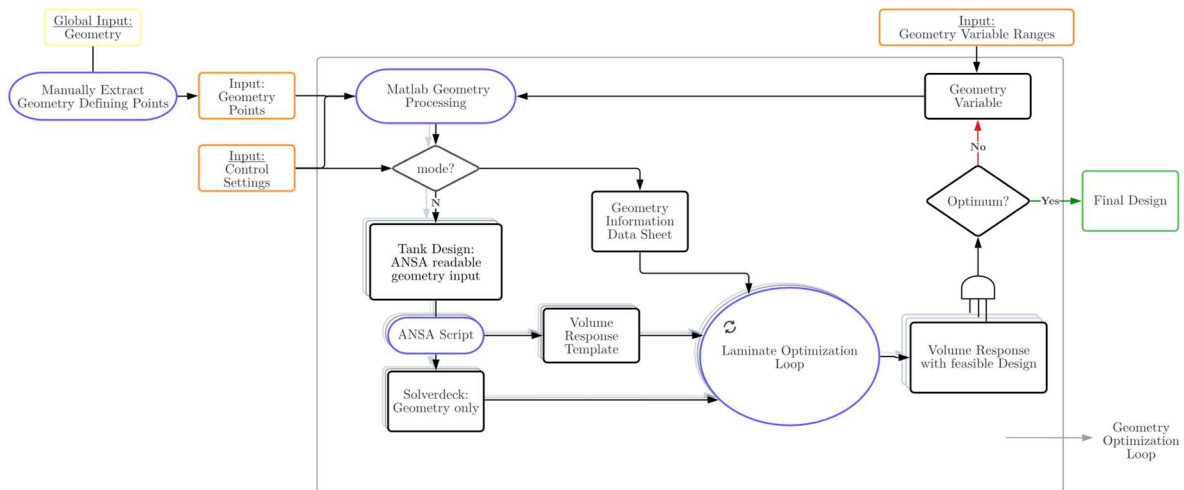 Global Input:
Geometry
Manually Extract
Geometry Defining Points
Input:
Geometry
Points
Input:
Control
Settings
Matlab Geometry
Processing
mode?
N
Tank Design:
ANSA readable
geometry input
ANSA Script
Solverdeck:
Geometry only
Volume
Response
Template
Geometry
Information
Data Sheet
Laminate Optimization
Loop
Volume Response
with feasible Design
Optimum?
No
Yes
Geometry
Variable
Input:
Geometry Variable Ranges
Final Design
Geometry
Optimization
Loop